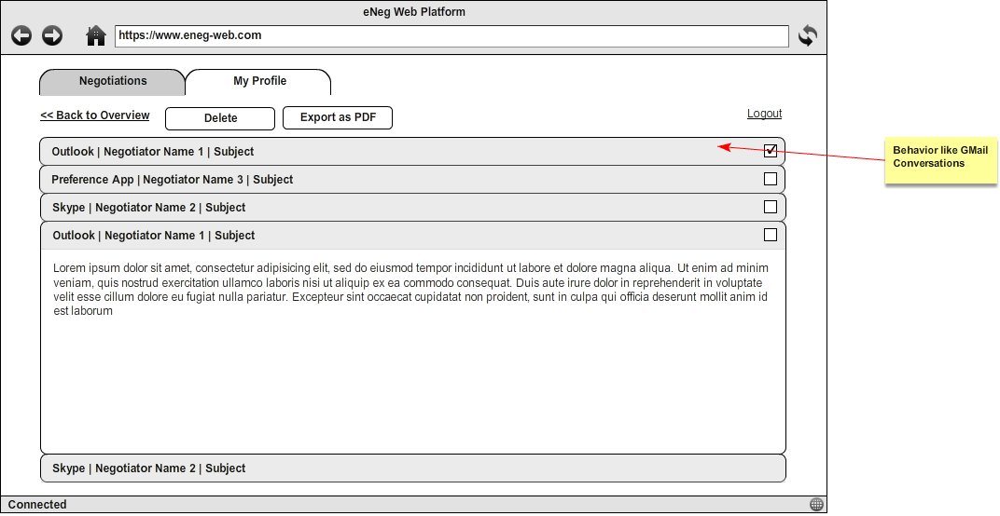 eNeg Web Platform
https://www.eneg-web.com
Negotiations
My Profile
<< Back to Overview
Delete
Export as PDF
Logout
Outlook | Negotiator Name 1 | Subject
Behavior like GMail
Conversations
Preference App | Negotiator Name 3 | Subject
Skype | Negotiator Name 2 | Subject
Outlook | Negotiator Name 1 | Subject
Lorem ipsum dolor sit amet, consectetur adipisicing elit, sed do eiusmod tempor incididunt ut labore et dolore magna aliqua. Ut enim ad minim
veniam, quis nostrud exercitation ullamco laboris nisi ut aliquip ex ea commodo consequat. Duis aute irure dolor in reprehenderit in voluptate
velit esse cillum dolore eu fugiat nulla pariatur. Excepteur sint occaecat cupidatat non proident, sunt in culpa qui officia deserunt mollit anim id
est laborum
Skype | Negotiator Name 2 | Subject
Connected